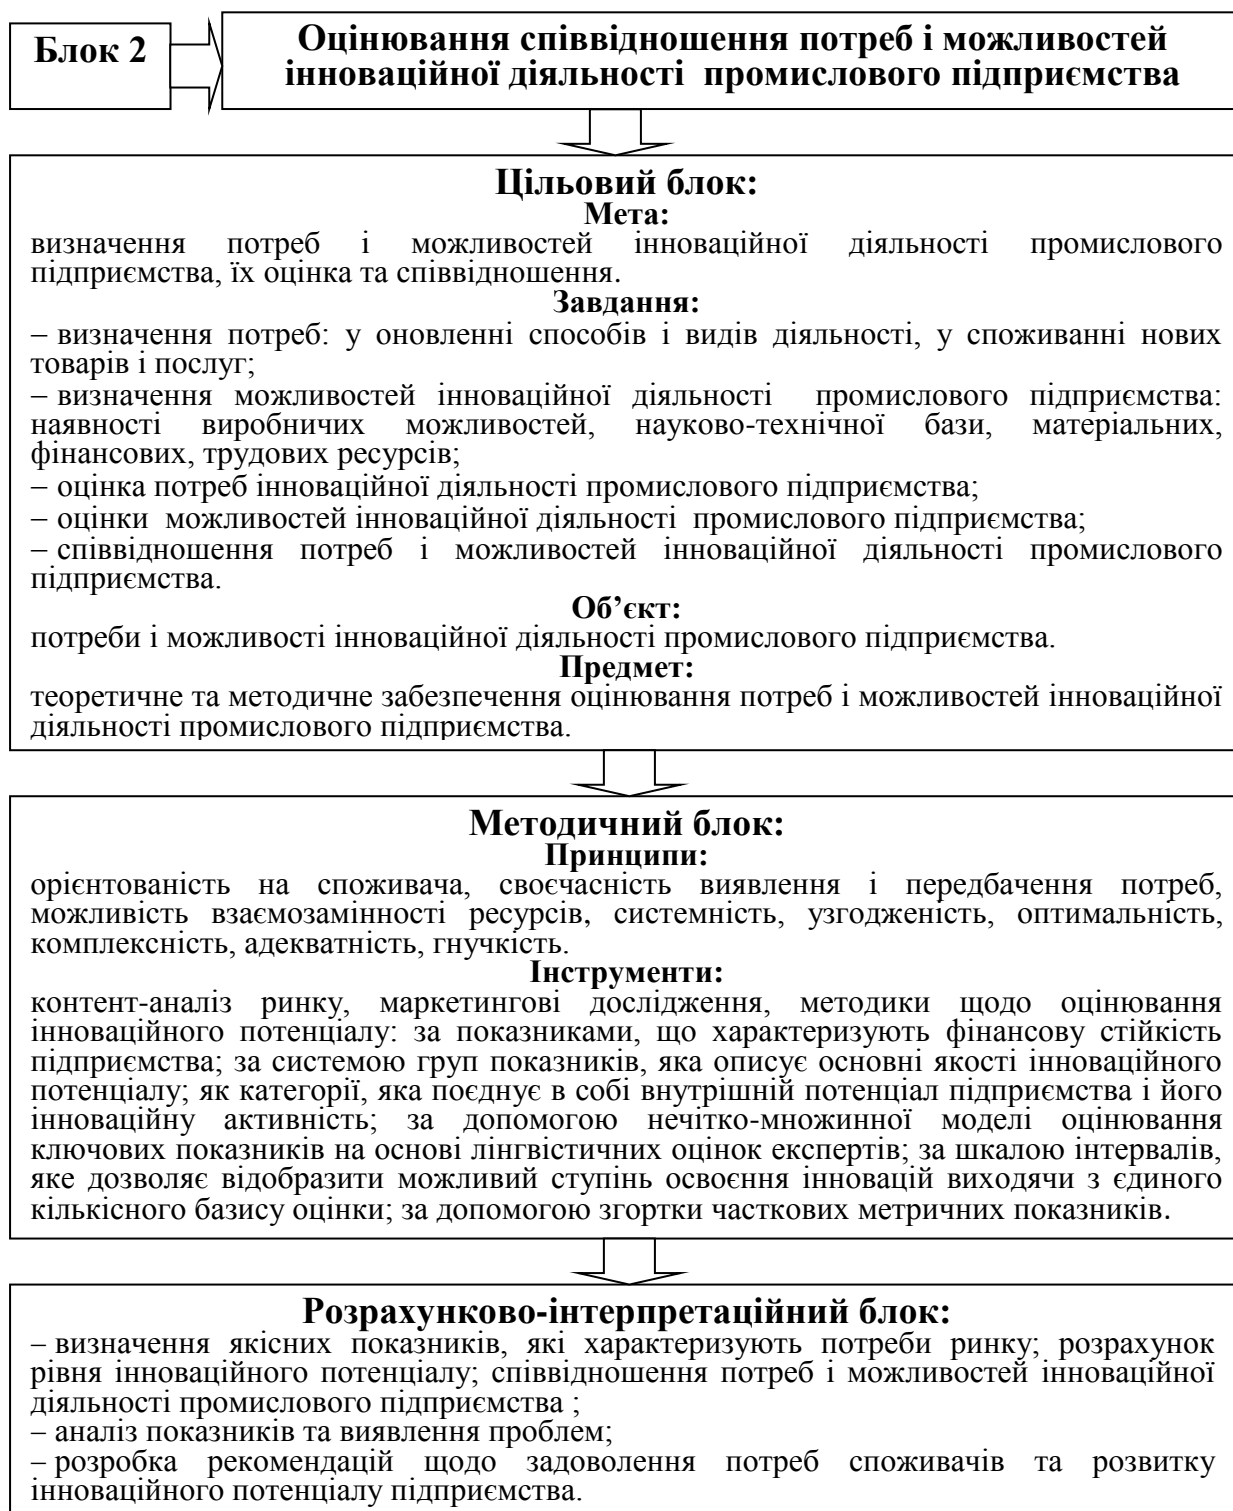 Блок 2
Оцінювання співвідношення потреб і можливостей
інноваційної діяльності промислового підприємства
Цільовий блок:
Мета:
визначення потреб і можливостей інноваційної діяльності промислового
підприємства, їх оцінка та співвідношення.
Завдання:
– визначення потреб: у оновленні способів і видів діяльності, у споживанні нових
товарів і послуг;
– визначення можливостей інноваційної діяльності промислового підприємства:
наявності виробничих можливостей, науково-технічної бази, матеріальних,
фінансових, трудових ресурсів;
– оцінка потреб інноваційної діяльності промислового підприємства;
– оцінки можливостей інноваційної діяльності промислового підприємства;
– співвідношення потреб і можливостей інноваційної діяльності промислового
підприємства.
Об’єкт:
потреби і можливості інноваційної діяльності промислового підприємства.
Предмет:
теоретичне та методичне забезпечення оцінювання потреб і можливостей інноваційної
діяльності промислового підприємства.
Методичний блок:
Принципи:
орієнтованість на споживача, своєчасність виявлення і передбачення потреб,
можливість взаємозамінності ресурсів, системність, узгодженість, оптимальність,
комплексність, адекватність, гнучкість.
Інструменти:
контент-аналіз ринку, маркетингові дослідження, методики щодо оцінювання
інноваційного потенціалу: за показниками, що характеризують фінансову стійкість
підприємства; за системою груп показників, яка описує основні якості інноваційного
потенціалу; як категорії, яка поєднує в собі внутрішній потенціал підприємства і його
інноваційну активність; за допомогою нечітко-множинної моделі оцінювання
ключових показників на основі лінгвістичних оцінок експертів; за шкалою інтервалів,
яке дозволяє відобразити можливий ступінь освоєння інновацій виходячи з єдиного
кількісного базису оцінки; за допомогою згортки часткових метричних показників.
Розрахунково-інтерпретаційний блок:
– визначення якісних показників, які характеризують потреби ринку; розрахунок
рівня інноваційного потенціалу; співвідношення потреб і можливостей інноваційної
діяльності промислового підприємства ;
– аналіз показників та виявлення проблем;
– розробка рекомендацій щодо задоволення потреб споживачів та розвитку
інноваційного потенціалу підприємства.